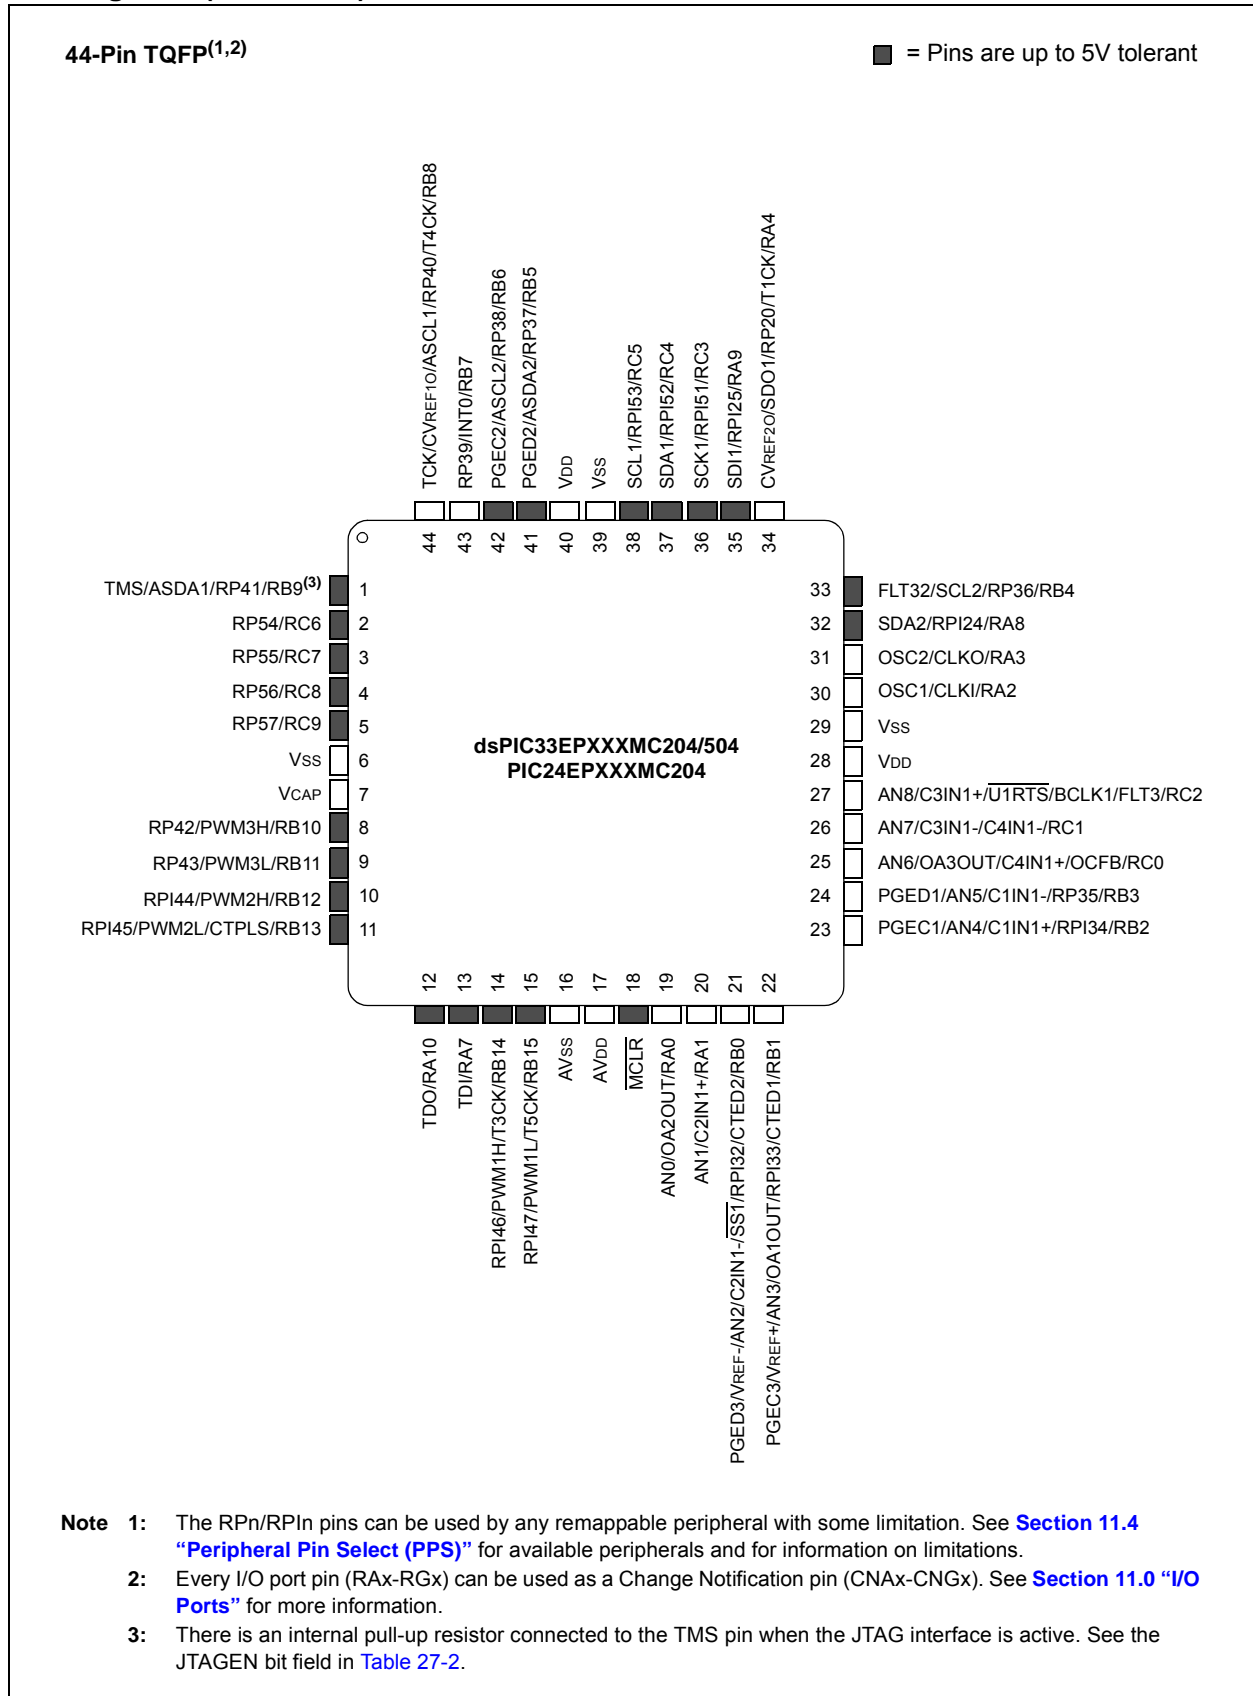 44-Pin TQFP(1,2)
= Pins are up to 5V tolerant
TCK/CVREF1O/ASCL1/RP40/T4CK/RB8
RP39/INT0/RB7
PGEC2/ASCL2/RP38/RB6
PGED2/ASDA2/RP37/RB5
VDD
VSS
SCL1/RPI53/RC5
SDA1/RPI52/RC4
SCK1/RPI51/RC3
SDI1/RPI25/RA9
CVREF2O/SDO1/RP20/T1CK/RA4
44 43 42 41 40 39 38 37 36 35 34
TMS/ASDA1/RP41/RB9(3) 1
RP54/RC6 2
RP55/RC7 3
RP56/RC8 4
RP57/RC9 5
VSS 6
VCAP 7
RP42/PWM3H/RB10 8
RP43/PWM3L/RB11 9
RPI44/PWM2H/RB12 10
RPI45/PWM2L/CTPLS/RB13 11
dsPIC33EPXXXMC204/504
PIC24EPXXXMC204
33 FLT32/SCL2/RP36/RB4
32 SDA2/RPI24/RA8
31 OSC2/CLKO/RA3
30 OSC1/CLKI/RA2
29 VSS
28 VDD
27 AN8/C3IN1+/U1RTS/BCLK1/FLT3/RC2
26 AN7/C3IN1-/C4IN1-/RC1
25 AN6/OA3OUT/C4IN1+/OCFB/RC0
24 PGED1/AN5/C1IN1-/RP35/RB3
23 PGEC1/AN4/C1IN1+/RPI34/RB2
12 13 14 15 16 17 18 19 20 21 22
TDO/RA10
TDI/RA7
RPI46/PWM1H/T3CK/RB14
RPI47/PWM1L/T5CK/RB15
AVSS
AVDD
MCLR
AN0/OA2OUT/RA0
AN1/C2IN1+/RA1
PGED3/VREF-/AN2/C2IN1-/SS1/RPI32/CTED2/RB0
PGEC3/VREF+/AN3/OA1OUT/RPI33/CTED1/RB1
Note 1: The RPn/RPIn pins can be used by any remappable peripheral with some limitation. See Section 11.4
“Peripheral Pin Select (PPS)” for available peripherals and for information on limitations.
2: Every I/O port pin (RAx-RGx) can be used as a Change Notification pin (CNAx-CNGx). See Section 11.0 “I/O
Ports” for more information.
3: There is an internal pull-up resistor connected to the TMS pin when the JTAG interface is active. See the
JTAGEN bit field in Table 27-2.